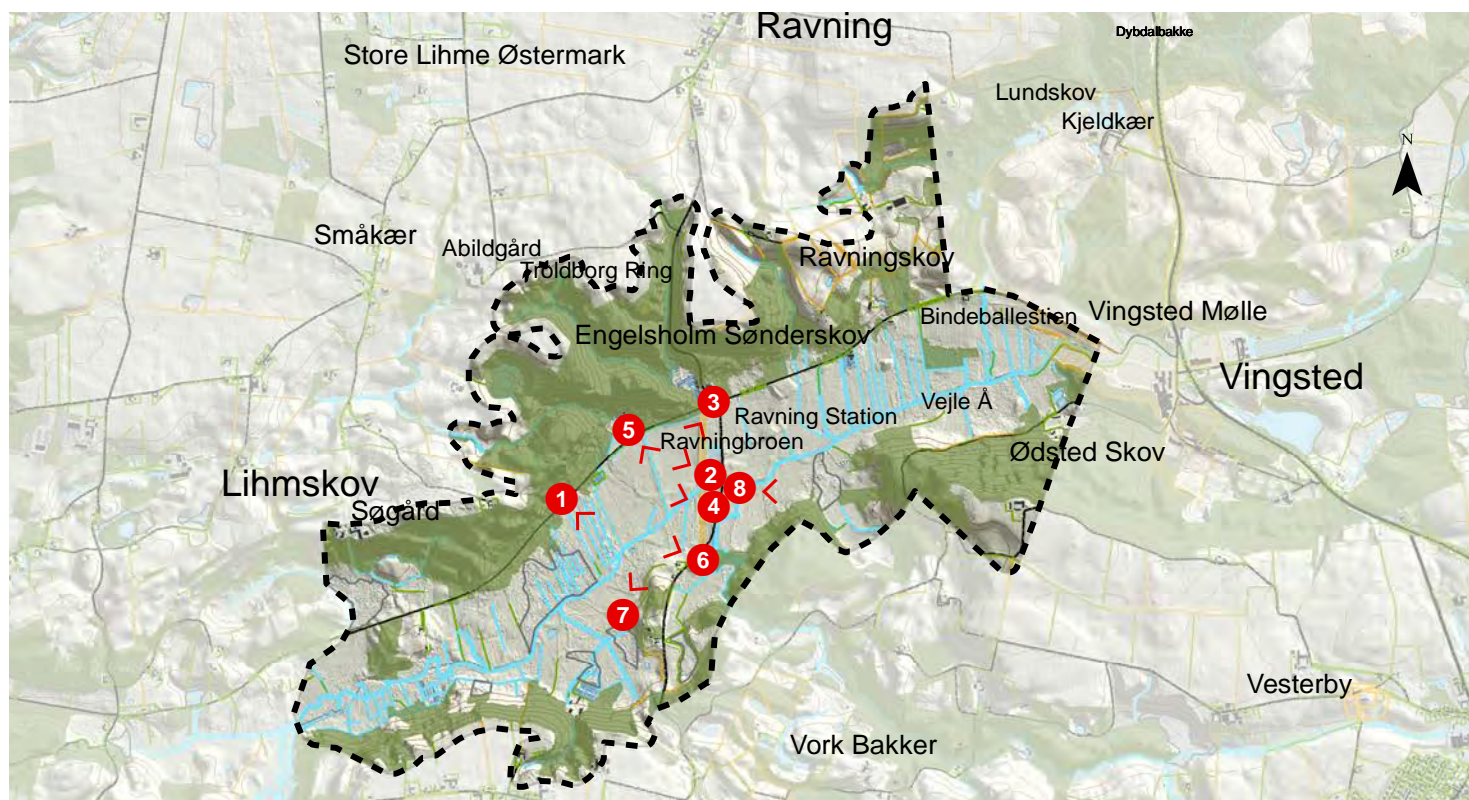 Ravning
Dybdalbakke
Store Lihme Østermark
Lundskov
Kjeldkær
N
Småkær
Abildgård
Troldborg Ring
Ravningskov
Bindeballestien
Vingsted Mølle
Engelsholm Sønderskov
Vingsted
3
Vejle Å
Ravning Station
5
Ravningbroen
Ødsted Skov
2
Lihmskov
8
1
Søgård
4
6
7
Vesterby
Vork Bakker